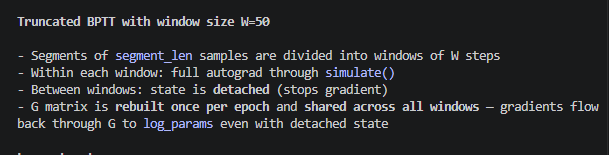 Truncated BPTT with window size W=50
- Segments of segment_len samples are divided into windows of W steps
- Within each window: full autograd through simulate()
- Between windows: state is detached (stops gradient)
- G matrix is rebuilt once per epoch and shared across all windows — gradients flow
back through G to log_params even with detached state